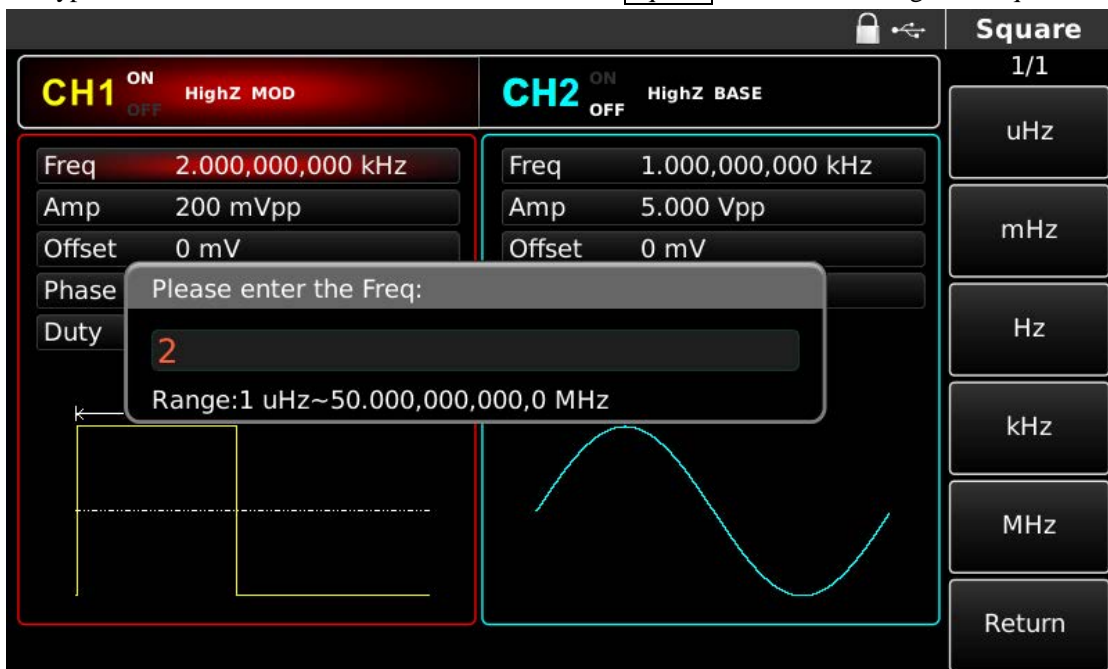 Square
1/1
CH1 ON OFF HighZ MOD
CH2 ON OFF HighZ BASE
Freq 2.000,000,000 kHz
Amp 200 mVpp
Offset 0 mV
Phase
Duty
Freq 1.000,000,000 kHz
Amp 5.000 Vpp
Offset 0 mV
Please enter the Freq:
2
Range:1 uHz~50.000,000,000,0 MHz
uHz
mHz
Hz
kHz
MHz
Return